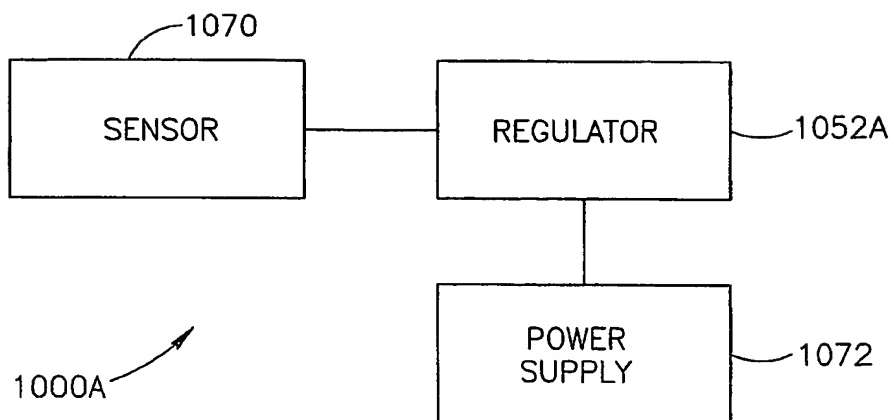 1070
SENSOR
REGULATOR
1052A
POWER
SUPPLY
1072
1000A